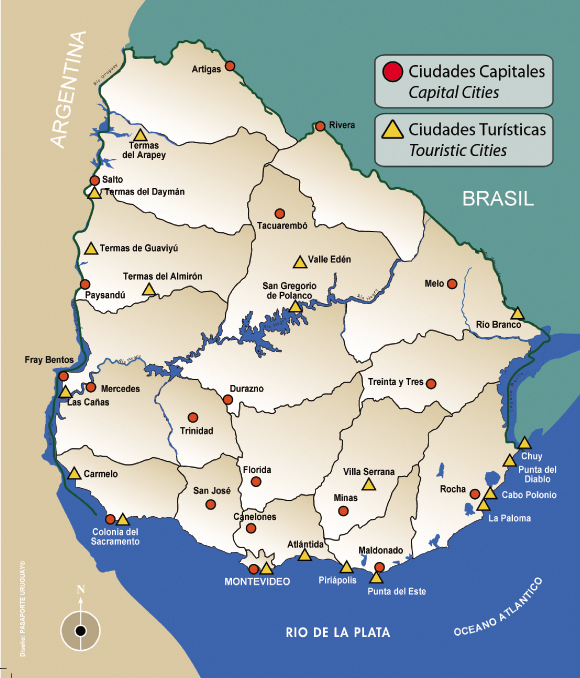 ARGENTINA
Río Uruguay
Ciudades Capitales
Capital Cities
Ciudades Turísticas
Touristic Cities
BRASIL
Artigas
Rivera
Termas
del Arapey
Salto
Termas del Daymán
Tacuarembó
Termas de Guaviyú
Valle Edén
Termas del Almirón
San Gregorio
de Polanco
Paysandú
Melo
Río Branco
Fray Bentos
Mercedes
Las Cañas
Durazno
Treinta y Tres
Trinidad
Chuy
Punta del
Diablo
Carmelo
Florida
Villa Serrana
San José
Minas
Rocha
Cabo Polonio
La Paloma
Canelones
Colonia del
Sacramento
Atlántida
Maldonado
MONTEVIDEO
Piriápolis
Punta del Este
N
RIO DE LA PLATA
OCEANO ATLANTICO
Diseño: PASAPORTE URUGUAYO